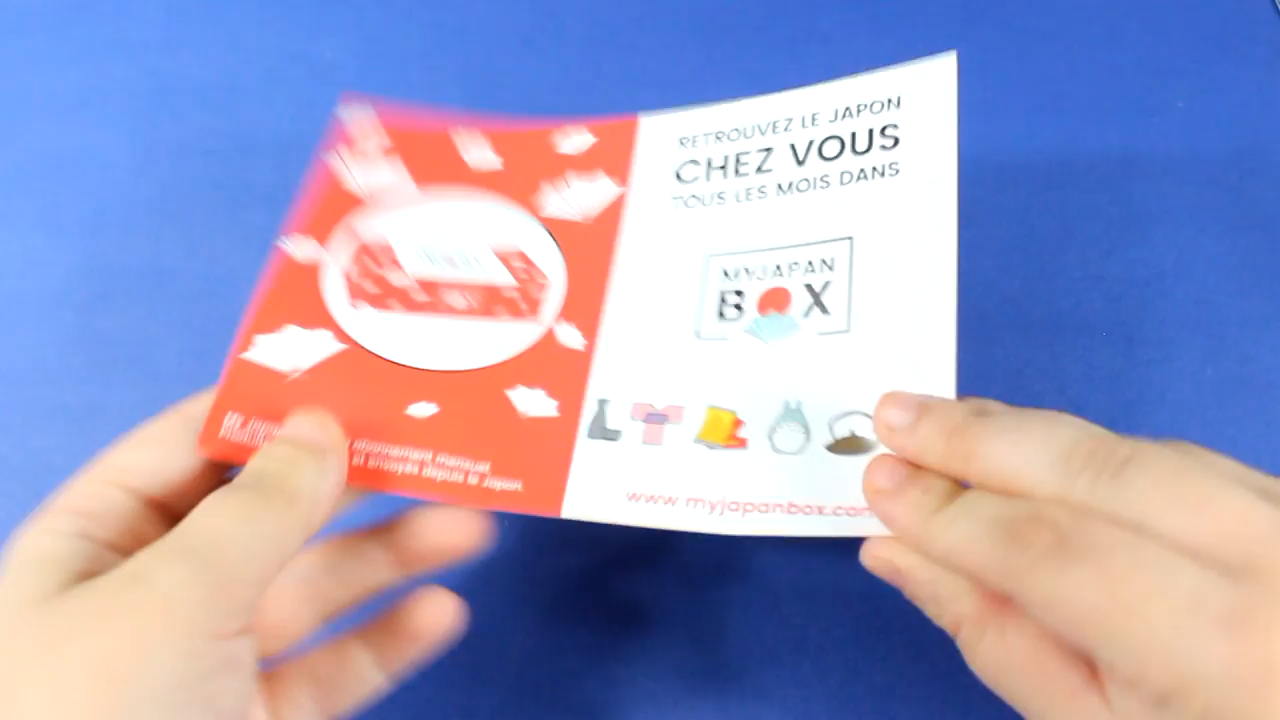 RETROUVEZ LE JAPON
CHEZ VOUS
TOUS LES MOIS DANS
MYJAPAN
BOX
www.myjapanbox.com
abonnement mensuel
et envoyés depuis le Japon.